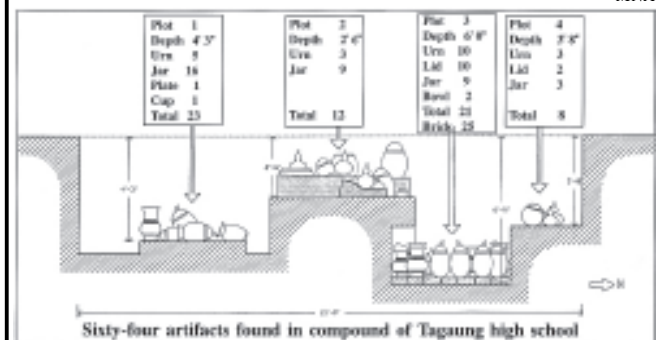 Plot 1
Depth 4' 3"
Urn 5
Jar 16
Plate 1
Cup 1
Total 23
Plot 2
Depth 2' 6"
Urn 3
Jar 9
Total 12
Plot 3
Depth 6' 8"
Urn 10
Lid 10
Jar 9
Bowl 2
Total 21
Brick 25
Plot 4
Depth 3' 8"
Urn 3
Lid 2
Jar 3
Total 8
N
Sixty-four artifacts found in compound of Tagaung high school